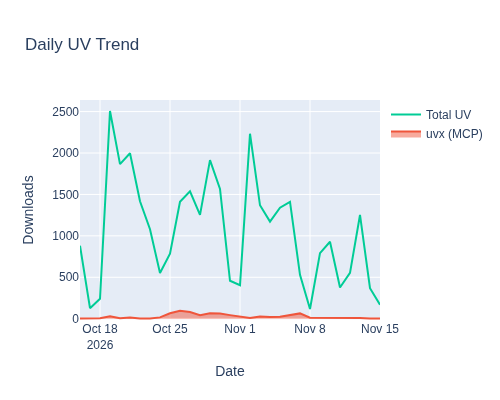 Daily UV Trend
Total UV
uvx (MCP)
Downloads
2500
2000
1500
1000
500
0
Oct 18
2026
Oct 25
Nov 1
Nov 8
Nov 15
Date